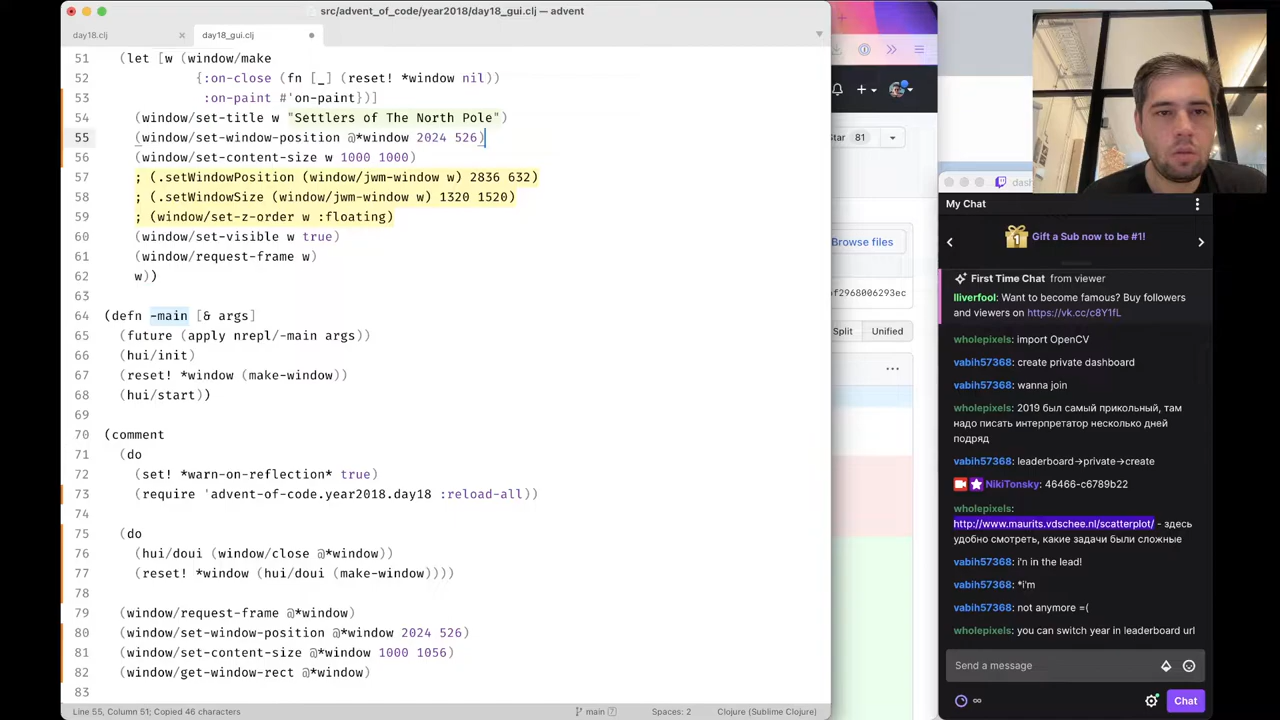 src/advent_of_code/year2018/day18_gui.clj — advent
day18.clj
day18_gui.clj
51 (let [w (window/make
52 {:on-close (fn [_] (reset! *window nil))
53 :on-paint #'on-paint})]
54 (window/set-title w "Settlers of The North Pole")
55 (window/set-window-position @*window 2024 526)
56 (window/set-content-size w 1000 1000)
57 ; (.setWindowPosition (window/jwm-window w) 2836 632)
58 ; (.setWindowSize (window/jwm-window w) 1320 1520)
59 ; (window/set-z-order w :floating)
60 (window/set-visible w true)
61 (window/request-frame w)
62 w))
63
64 (defn -main [& args]
65 (future (apply nrepl/-main args))
66 (hui/init)
67 (reset! *window (make-window))
68 (hui/start))
69
70 (comment
71 (do
72 (set! *warn-on-reflection* true)
73 (require 'advent-of-code.year2018.day18 :reload-all))
74
75 (do
76 (hui/doui (window/close @*window))
77 (reset! *window (hui/doui (make-window))))
78
79 (window/request-frame @*window)
80 (window/set-window-position @*window 2024 526)
81 (window/set-content-size @*window 1000 1056)
82 (window/get-window-rect @*window)
83
Line 55, Column 51; Copied 46 characters
main 7
Spaces: 2
Clojure (Sublime Clojure)
Star 81
Browse files
f2968006293ec
Split
Unified
My Chat
Gift a Sub now to be #1!
1
First Time Chat from viewer
lliverfool: Want to become famous? Buy followers
and viewers on https://vk.cc/c8Y1fL
wholepixels: import OpenCV
vabih57368: create private dashboard
vabih57368: wanna join
wholepixels: 2019 был самый прикольный, там
надо писать интерпретатор несколько дней
подряд
vabih57368: leaderboard->private->create
NikiTonsky: 46466-c6789b22
wholepixels:
http://www.maurits.vdschee.nl/scatterplot/ - здесь
удобно смотреть, какие задачи были сложные
vabih57368: i'n in the lead!
vabih57368: *i'm
vabih57368: not anymore =(
wholepixels: you can switch year in leaderboard url
Send a message
Chat